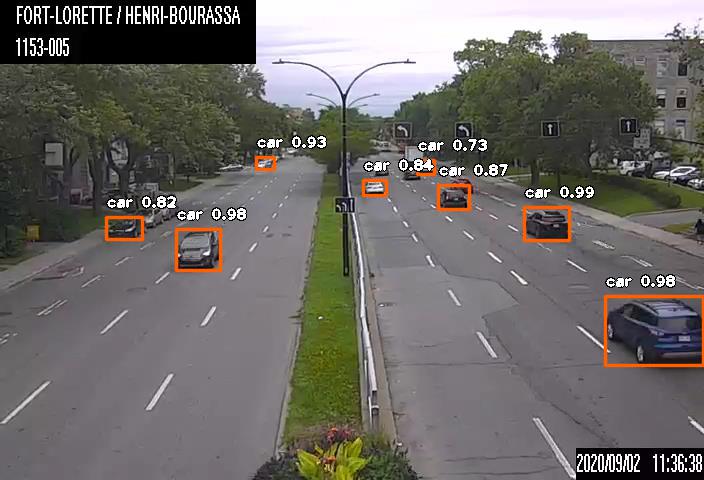 FORT-LORETTE / HENRI-BOURASSA
1153-005
car 0.93
car 0.73
car 0.84
car 0.87
car 0.82
car 0.98
car 0.99
car 0.98
2020/09/02 11:36:38